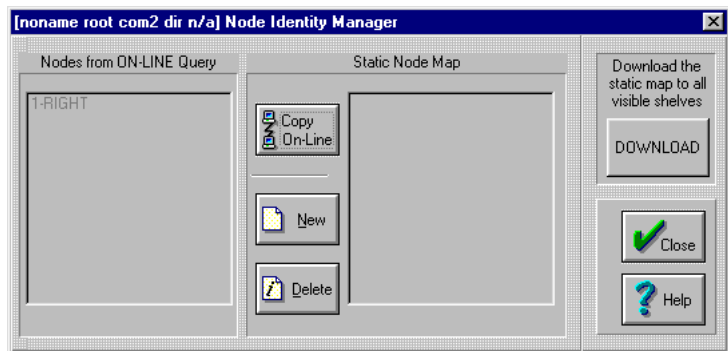 [noname root com2 dir n/a] Node Identity Manager
Nodes from ON-LINE Query
1-RIGHT
Static Node Map
Copy
On-Line
New
Delete
Download the
static map to all
visible shelves
DOWNLOAD
Close
Help